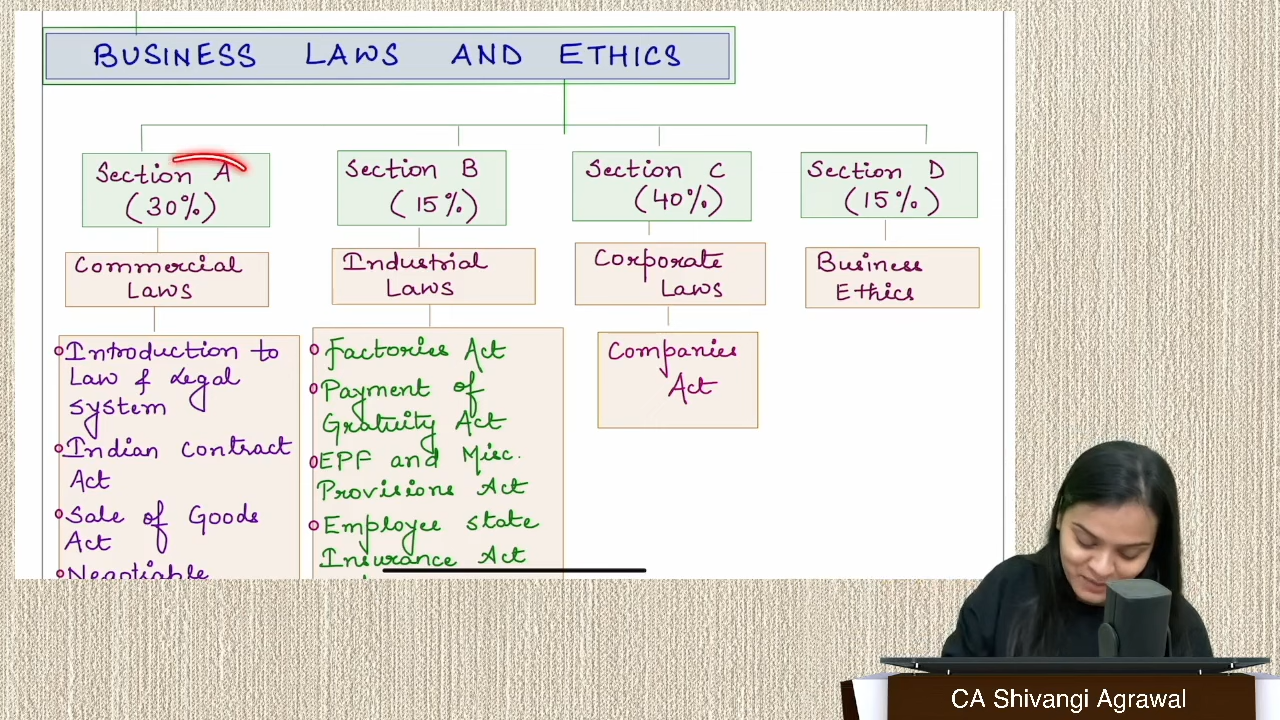 BUSINESS LAWS AND ETHICS
Section A
(30%)
Section B
(15%)
Section C
(40%)
Section D
(15%)
Commercial
Laws
Industrial
Laws
Corporate
Laws
Business
Ethics
Introduction to
Law & Legal
system
Indian Contract
Act
Sale of Goods
Act
Negotiable
Factories Act
Payment of
Gratuity Act
EPF and Misc.
Provisions Act
Employee state
Insurance Act
Companies
Act
CA Shivangi Agrawal